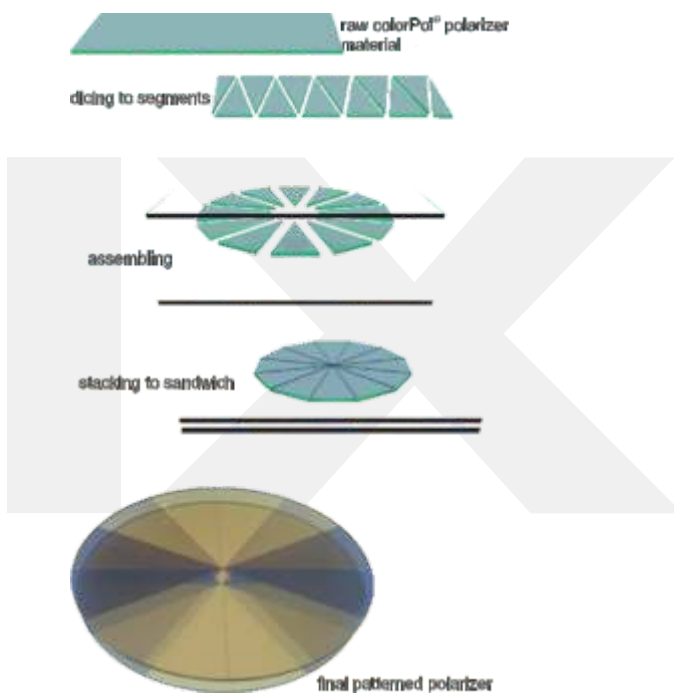 raw colorPol® polarizer
material
dicing to segments
assembling
stacking to sandwich
final patterned polarizer